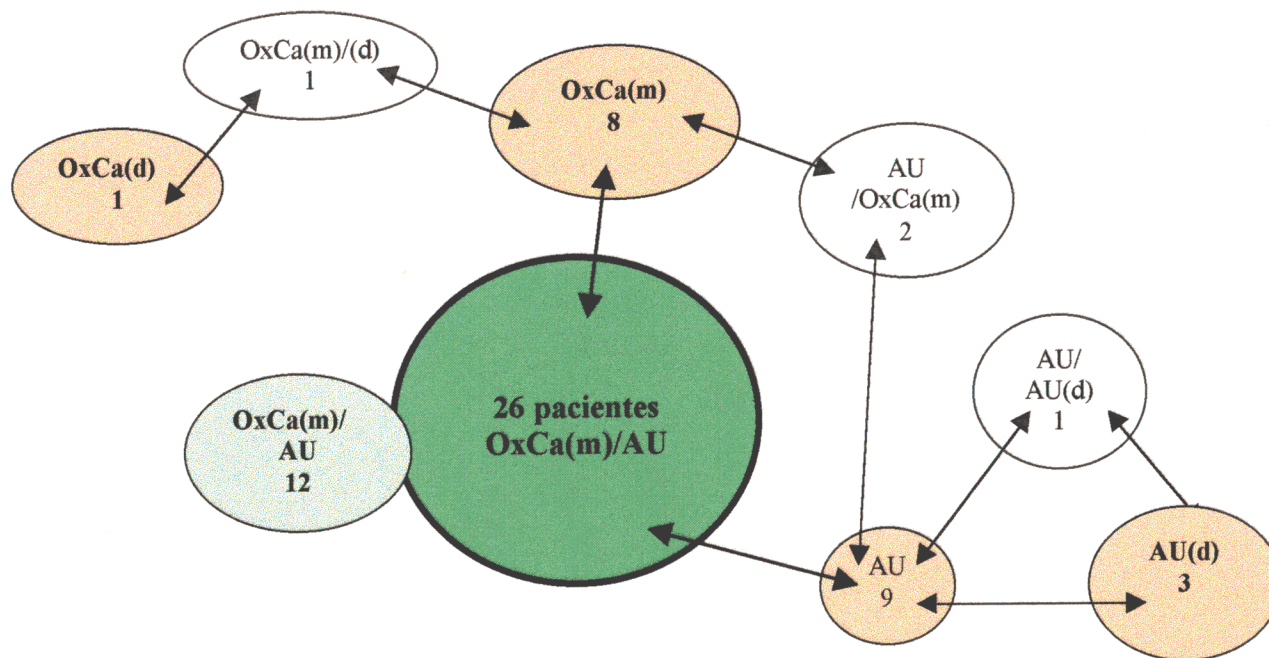 OxCa(m)/(d)
1
OxCa(m)
8
OxCa(d)
1
AU
/OxCa(m)
2
26 pacientes
OxCa(m)/AU
OxCa(m)/
AU
12
AU/
AU(d)
1
AU
9
AU(d)
3